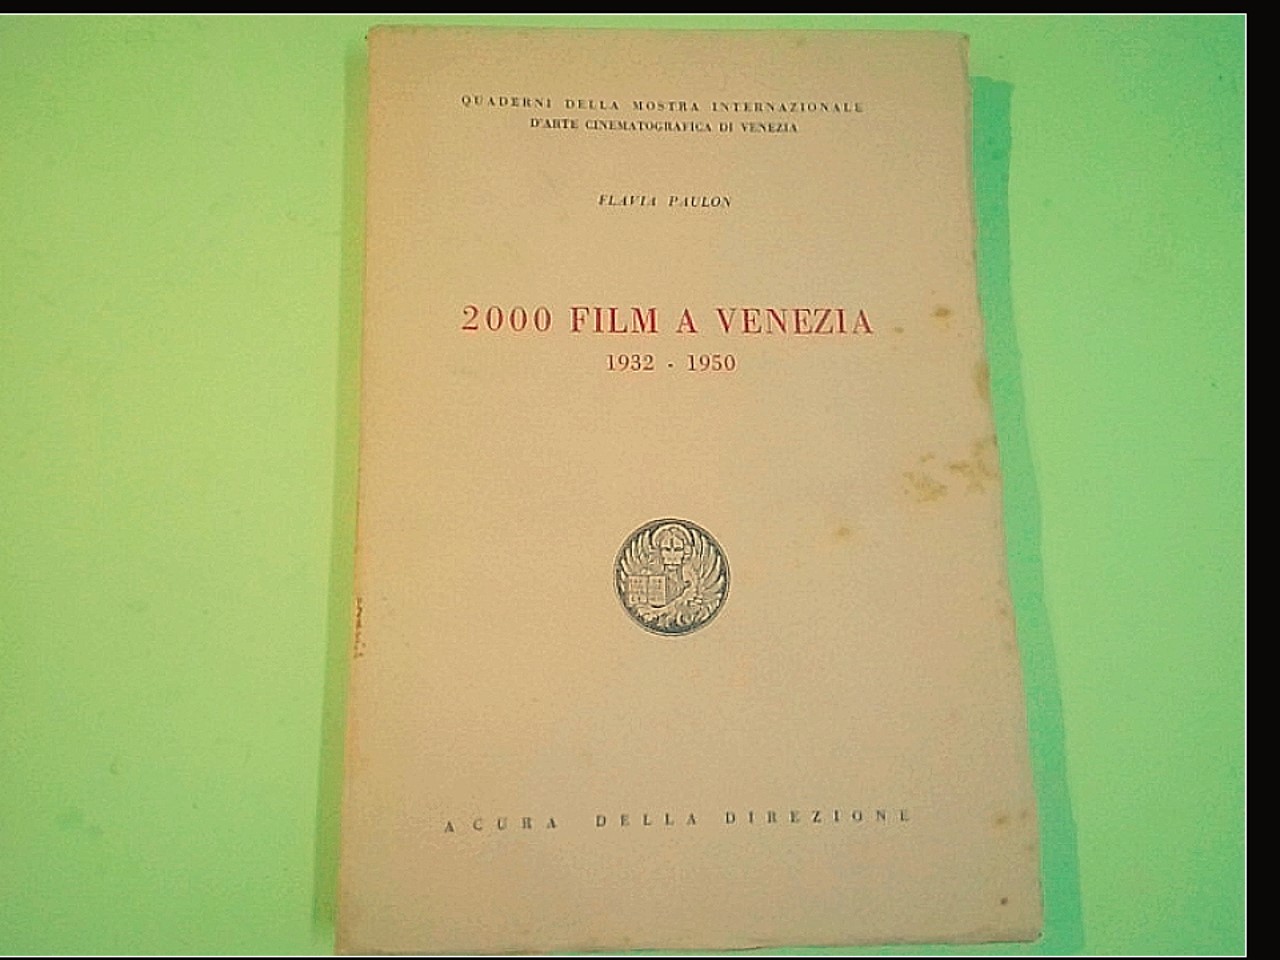 QUADERNI DELLA MOSTRA INTERNAZIONALE
D'ARTE CINEMATOGRAFICA DI VENEZIA
FLAVIA PAULON
2000 FILM A VENEZIA
1932 - 1950
A CURA DELLA DIREZIONE